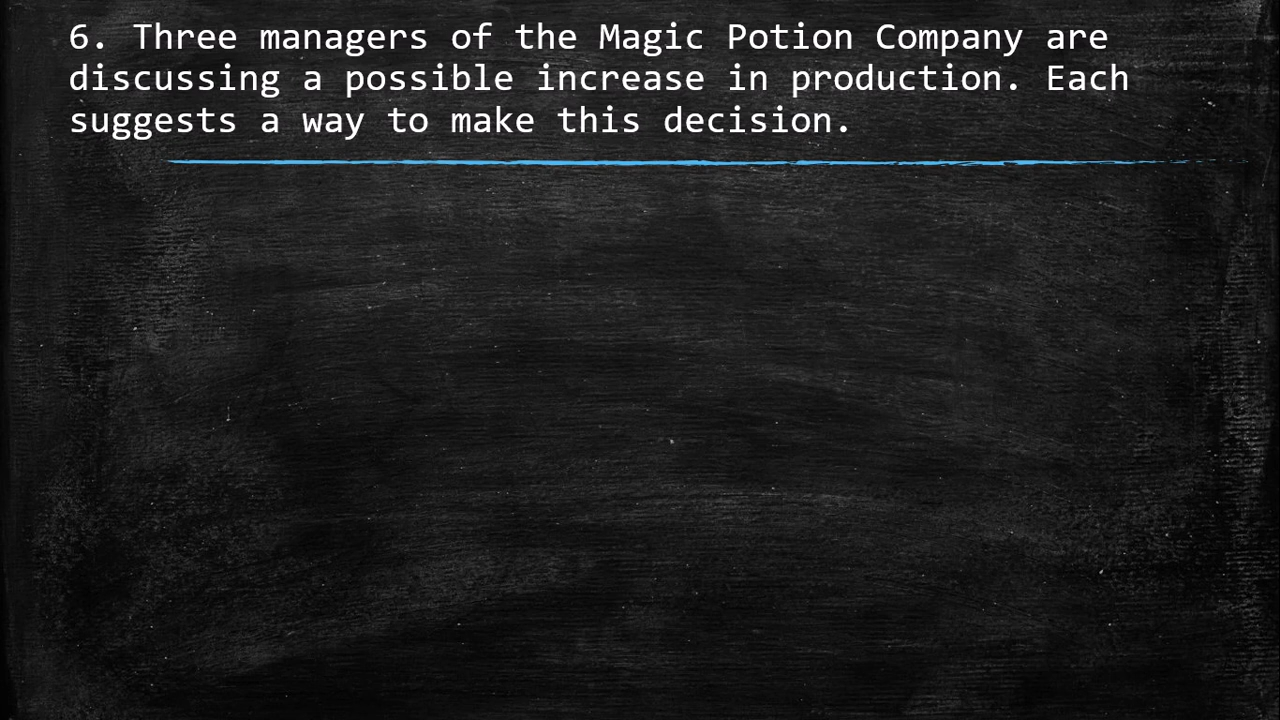 6. Three managers of the Magic Potion Company are
discussing a possible increase in production. Each
suggests a way to make this decision.